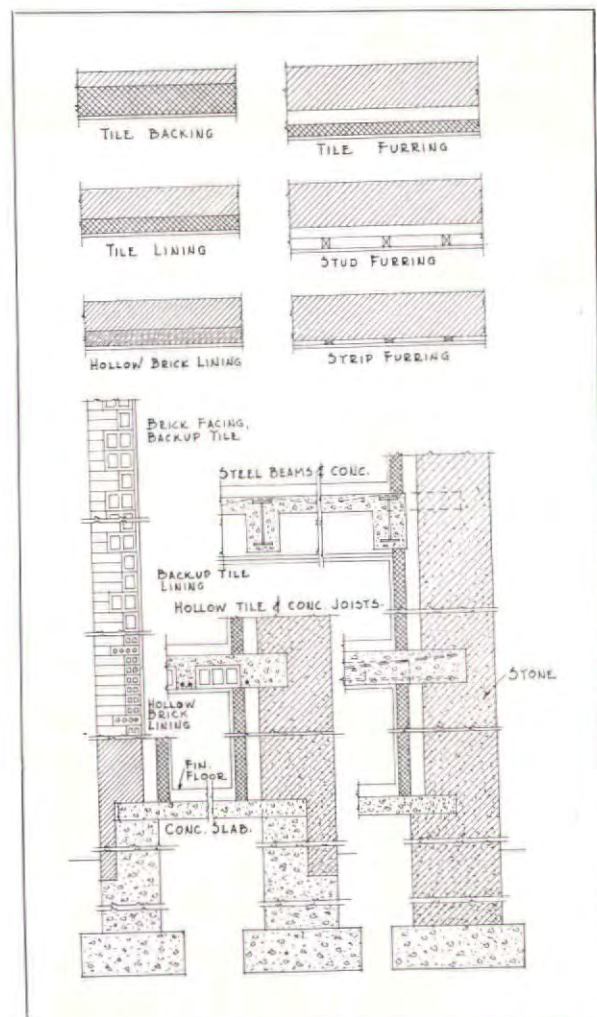 TILE BACKING
TILE FURRING
TILE LINING
STUD FURRING
HOLLOW BRICK LINING
STRIP FURRING
BRICK FACING,
BACKUP TILE
STEEL BEAMS & CONC.
BACKUP TILE
LINING
HOLLOW TILE & CONC. JOISTS.
STONE
HOLLOW
BRICK
LINING
FIN.
FLOOR
CONC. SLAB.